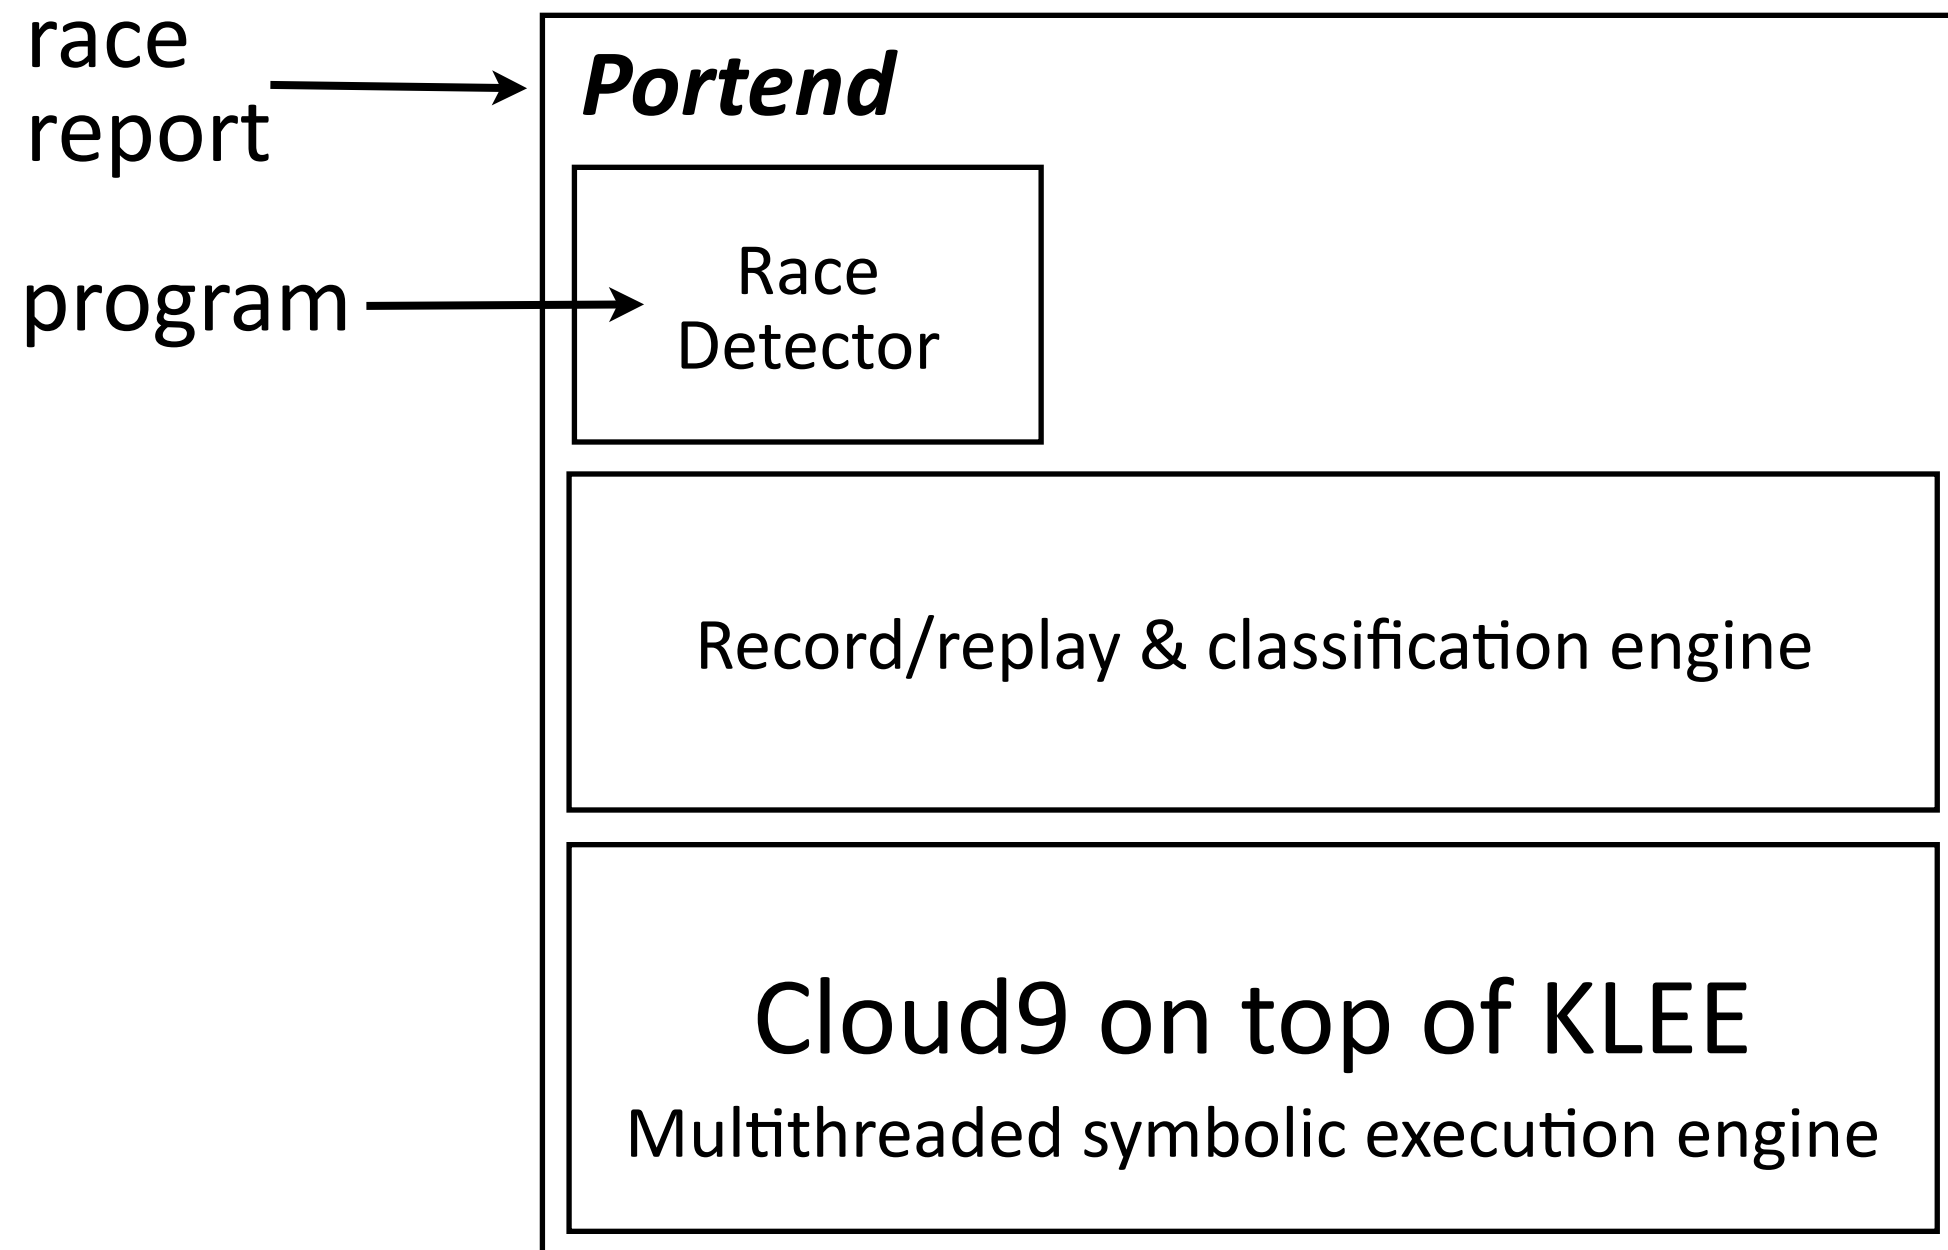 race
report
Portend
program
Race
Detector
Record/replay & classification engine
Cloud9 on top of KLEE
Multithreaded symbolic execution engine